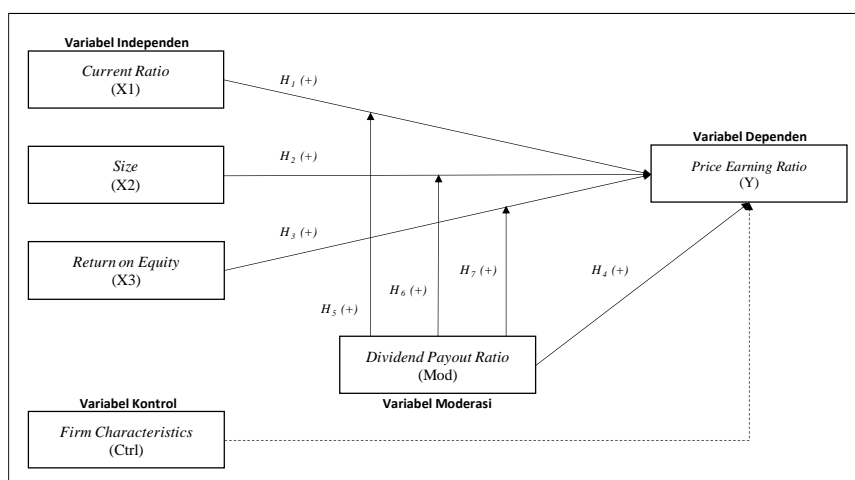 Variabel Independen
Current Ratio
(X1)
H1 (+)
Variabel Dependen
Size
(X2)
H2 (+)
Price Earning Ratio
(Y)
Return on Equity
(X3)
H3 (+)
H5 (+)
H6 (+)
H7 (+)
H4 (+)
Dividend Payout Ratio
(Mod)
Variabel Moderasi
Variabel Kontrol
Firm Characteristics
(Ctrl)